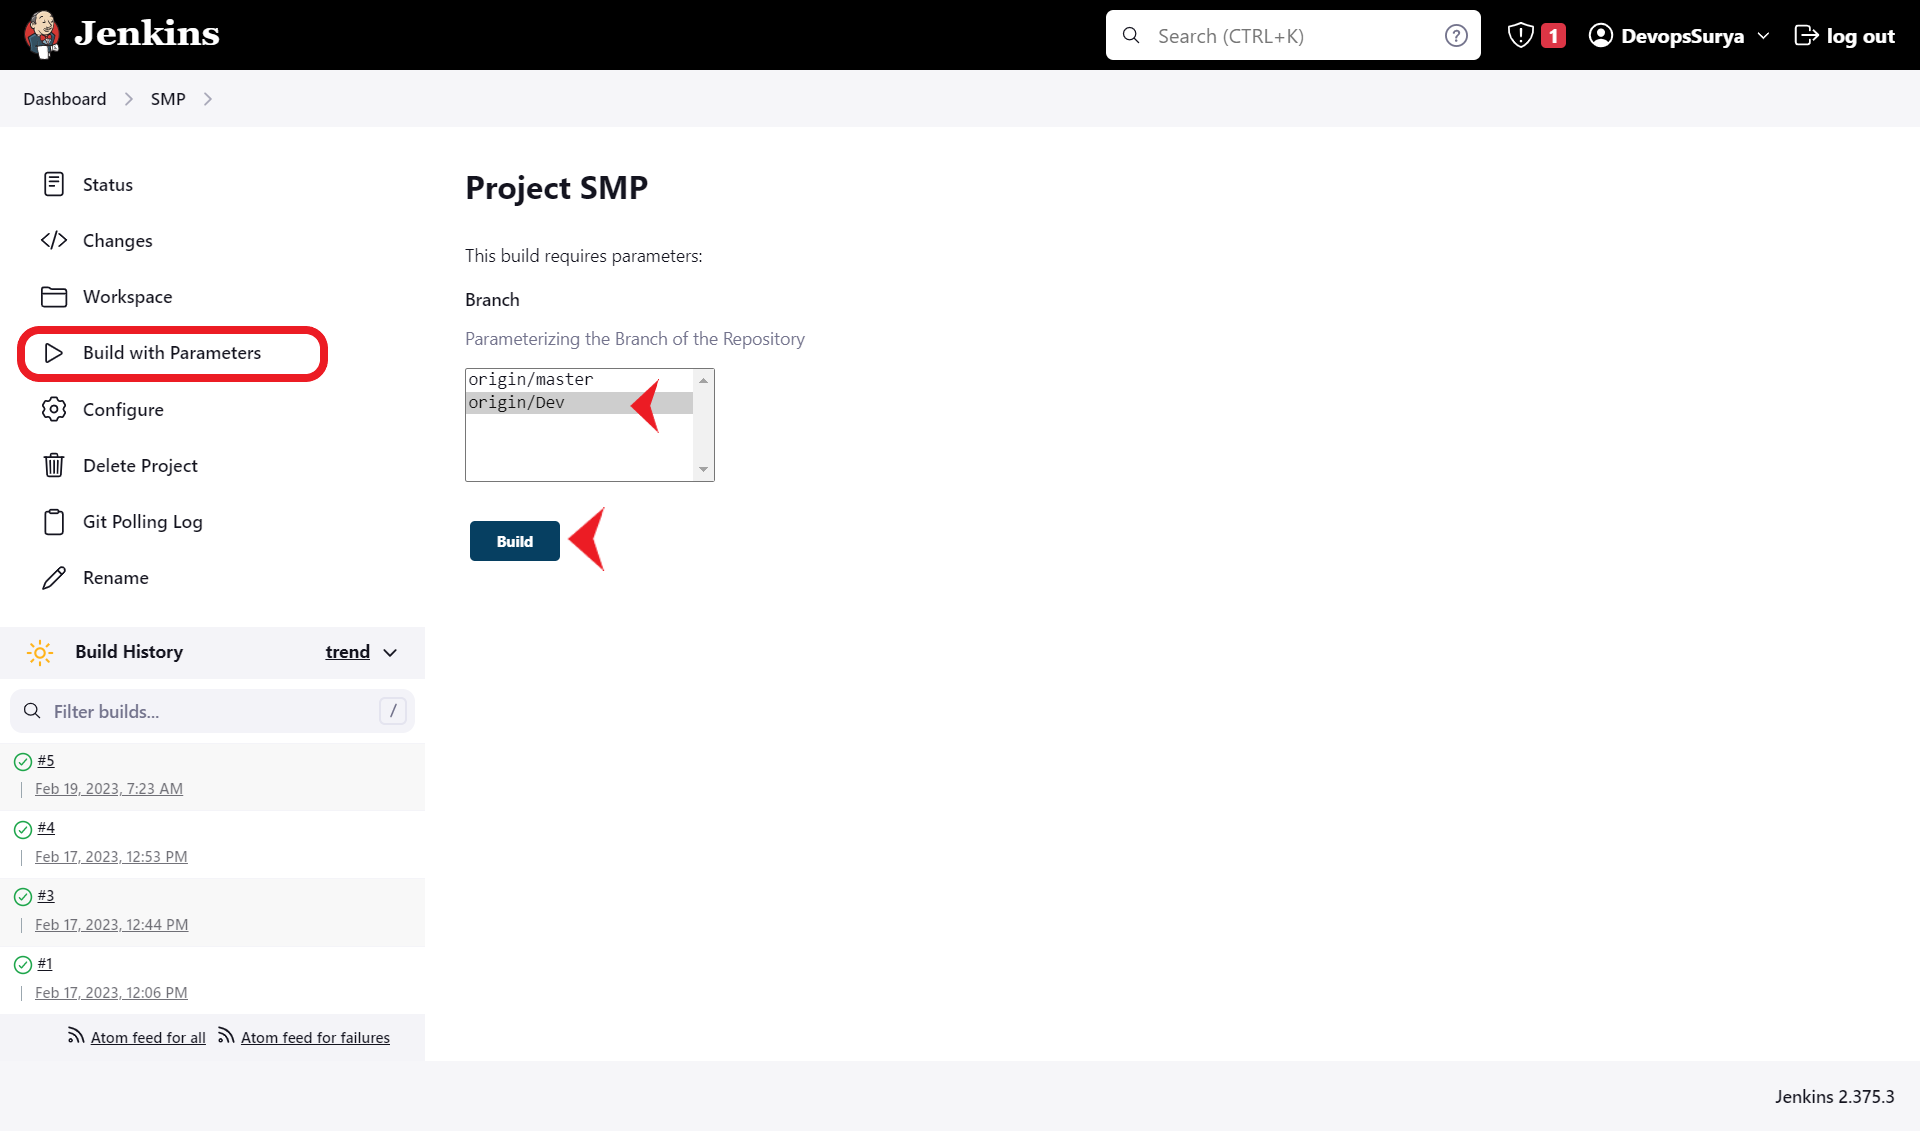 Jenkins
Search (CTRL+K)
?
1
DevopsSurya
log out
Dashboard
SMP
Status
Changes
Workspace
Build with Parameters
Configure
Delete Project
Git Polling Log
Rename
Project SMP
This build requires parameters:
Branch
Parameterizing the Branch of the Repository
origin/master
origin/Dev
Build
Build History
trend
Filter builds...
/
#5
Feb 19, 2023, 7:23 AM
#4
Feb 17, 2023, 12:53 PM
#3
Feb 17, 2023, 12:44 PM
#1
Feb 17, 2023, 12:06 PM
Atom feed for all
Atom feed for failures
Jenkins 2.375.3